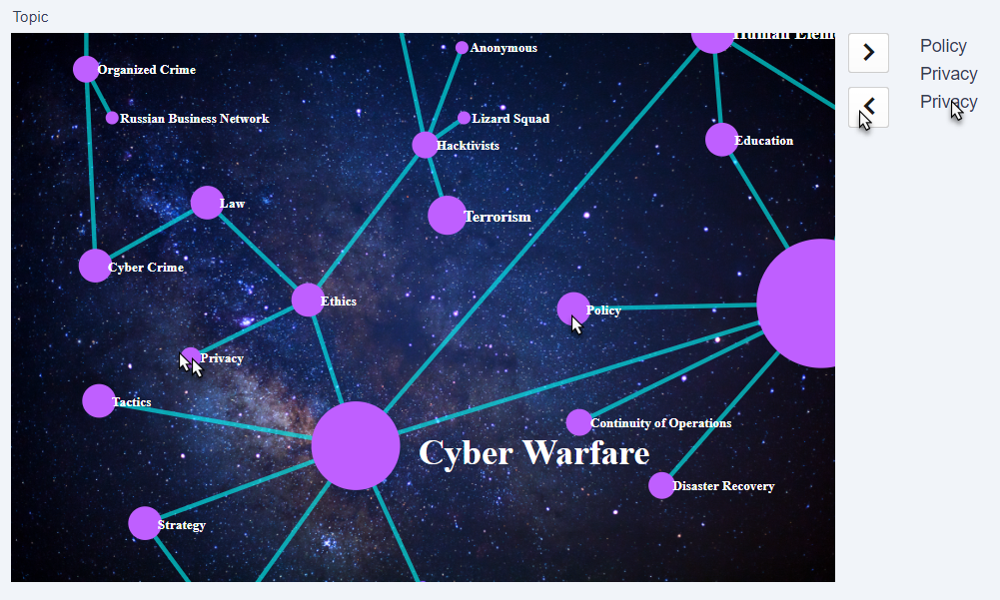 Topic
Human Elem
Anonymous
Organized Crime
Russian Business Network
Lizard Squad
Hacktivists
Education
Law
Terrorism
Cyber Crime
Ethics
Policy
Privacy
Tactics
Continuity of Operations
Cyber Warfare
Disaster Recovery
Strategy
Policy
Privacy
Privacy